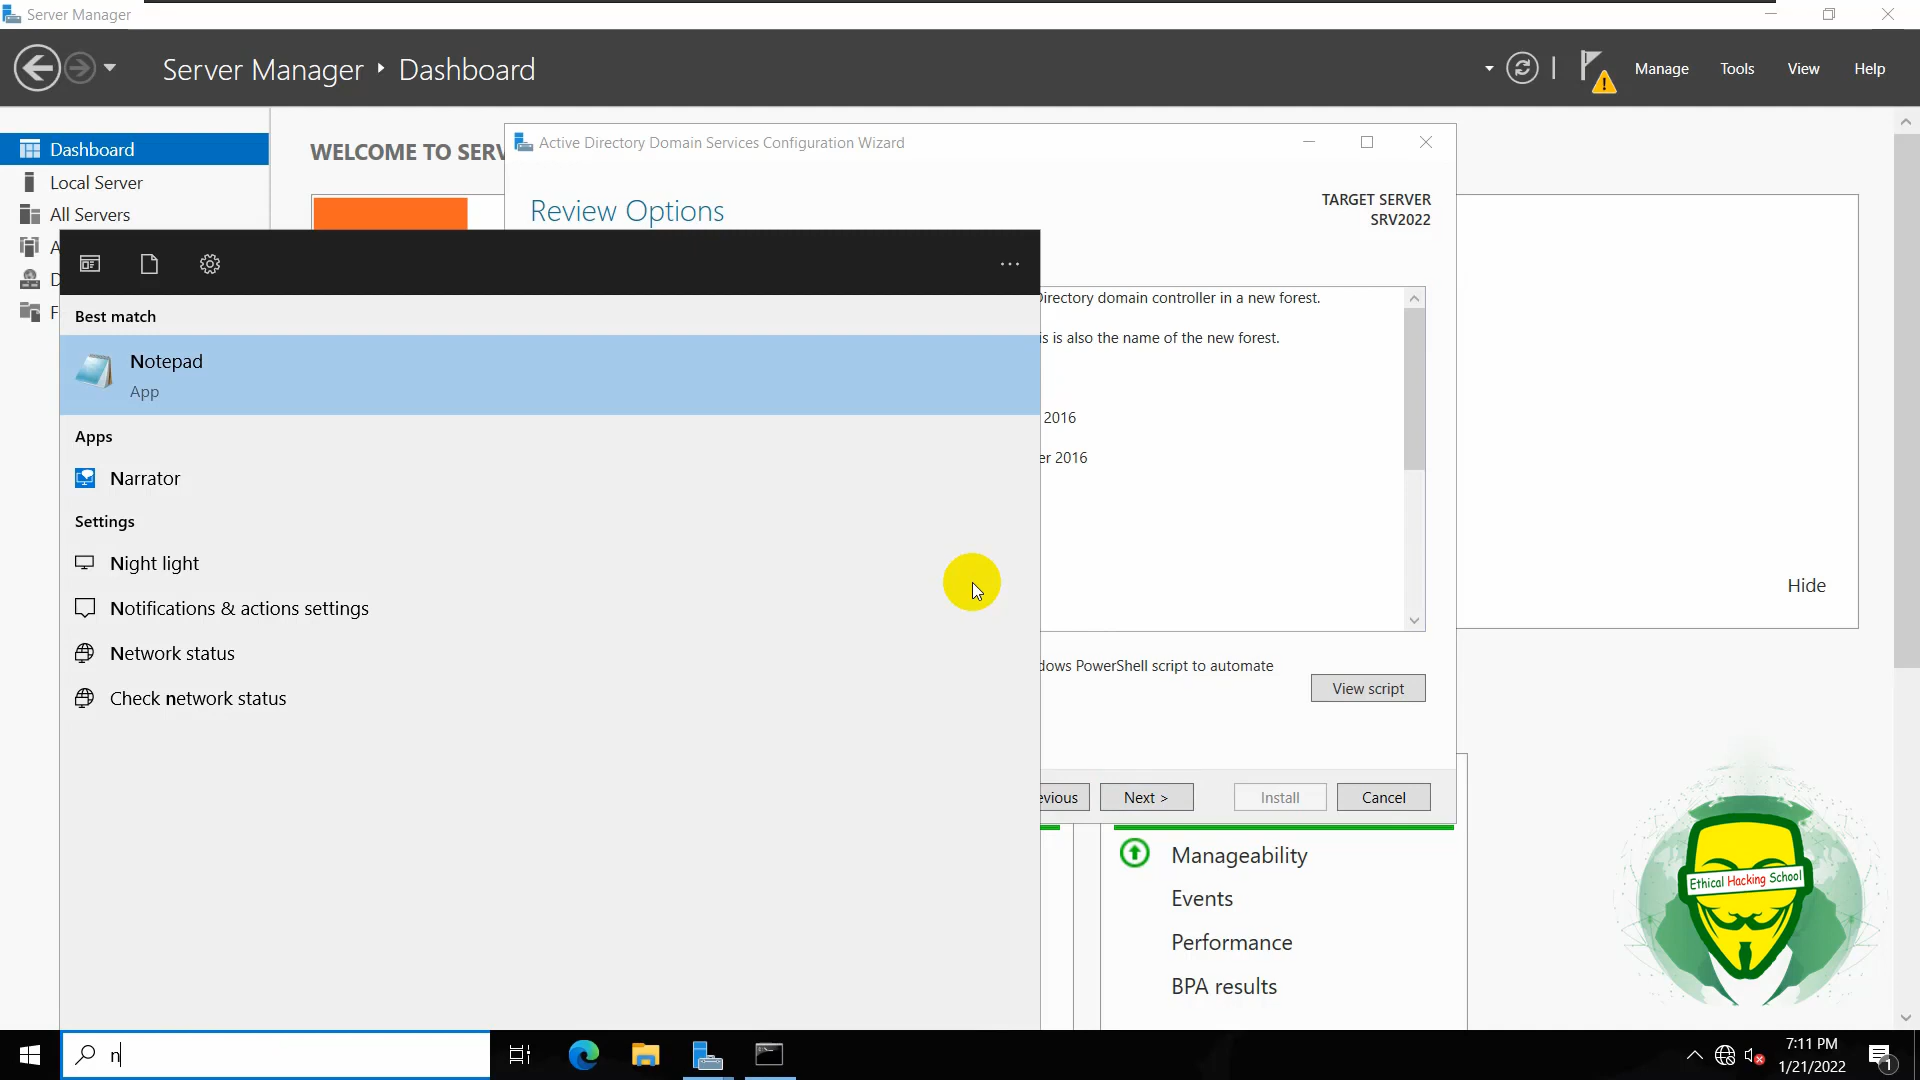 Server Manager
Server Manager ‣ Dashboard
Manage Tools View Help
Dashboard
Local Server
All Servers
A
D
F
WELCOME TO SERV
Active Directory Domain Services Configuration Wizard
Review Options
TARGET SERVER
SRV2022
Directory domain controller in a new forest.
is is also the name of the new forest.
2016
er 2016
dows PowerShell script to automate
View script
evious Next > Install Cancel
Hide
Best match
Notepad
App
Apps
Narrator
Settings
Night light
Notifications & actions settings
Network status
Check network status
Manageability
Events
Performance
BPA results
Ethical Hacking School
n
7:11 PM
1/21/2022
1